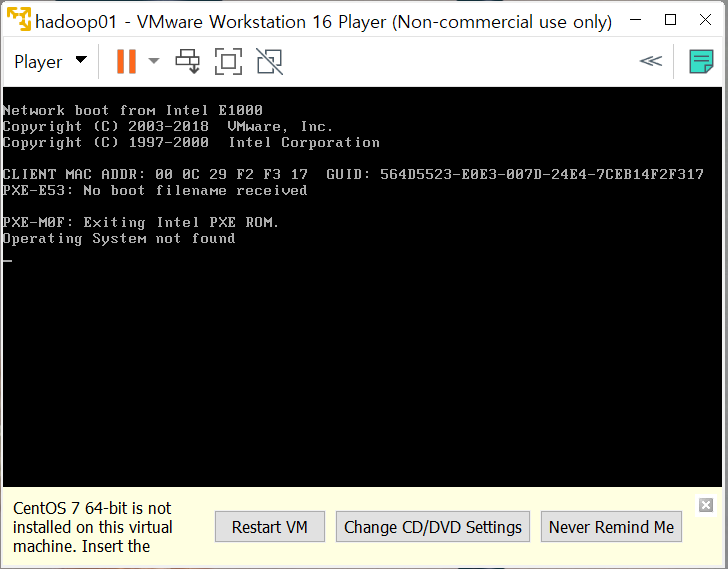 hadoop01 - VMware Workstation 16 Player (Non-commercial use only)
Player
Network boot from Intel E1000
Copyright (C) 2003-2018  VMware, Inc.
Copyright (C) 1997-2000  Intel Corporation
CLIENT MAC ADDR: 00 0C 29 F2 F3 17  GUID: 564D5523-E0E3-007D-24E4-7CEB14F2F317
PXE-E53: No boot filename received
PXE-M0F: Exiting Intel PXE ROM.
Operating System not found
CentOS 7 64-bit is not
installed on this virtual
machine. Insert the
Restart VM
Change CD/DVD Settings
Never Remind Me